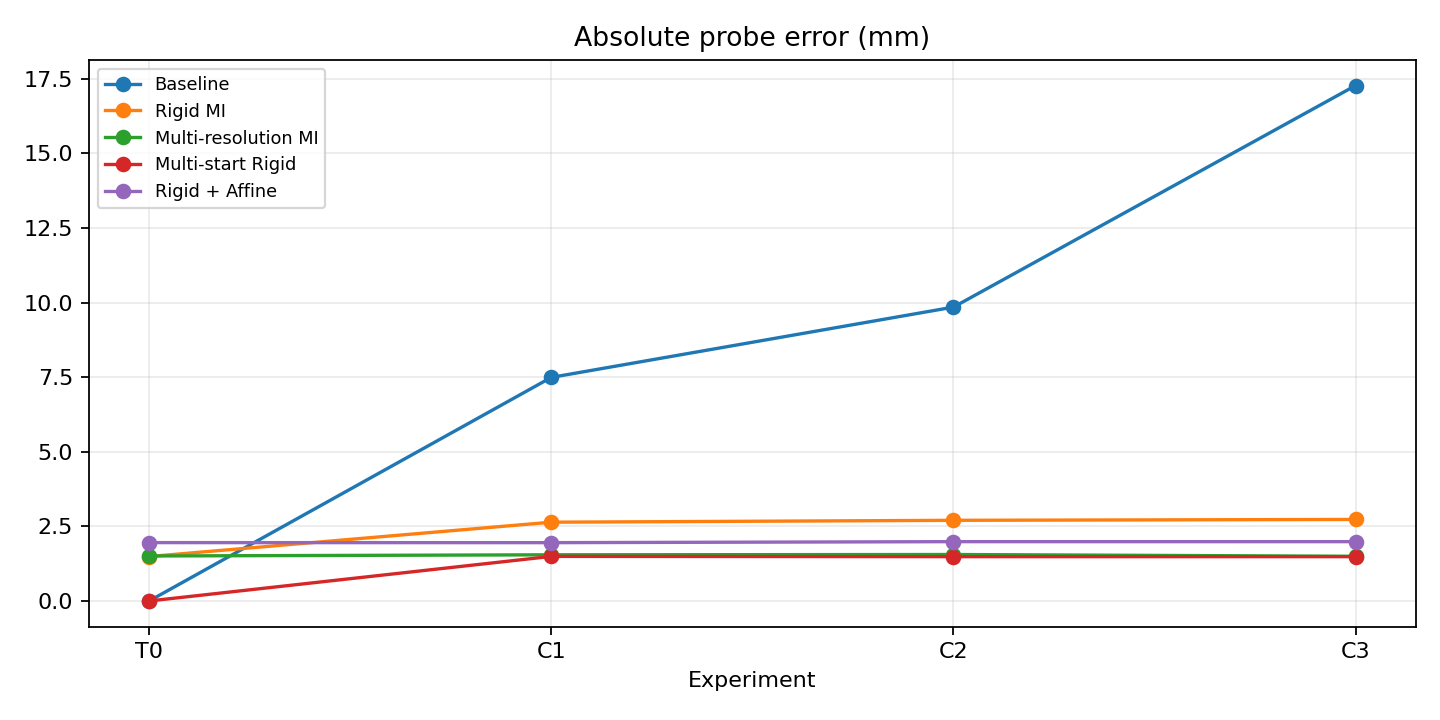 Absolute probe error (mm)
17.5
15.0
12.5
10.0
7.5
5.0
2.5
0.0
Baseline
Rigid MI
Multi-resolution MI
Multi-start Rigid
Rigid + Affine
T0 C1 C2 C3
Experiment